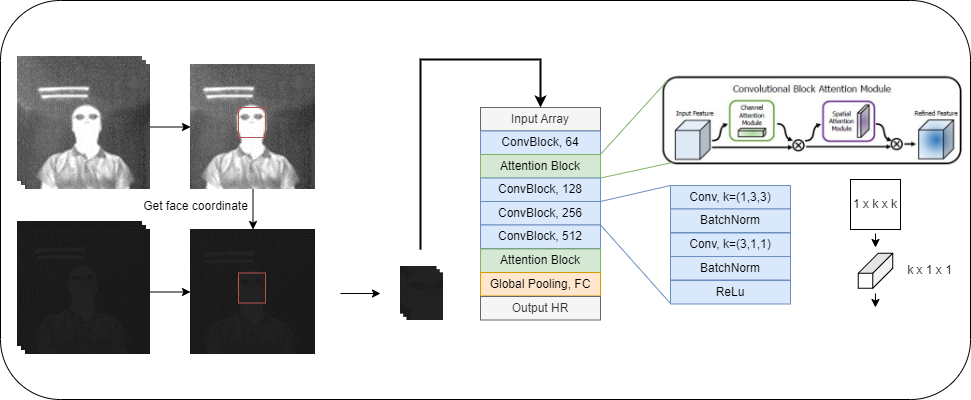 Get face coordinate
Input Array
ConvBlock, 64
Attention Block
ConvBlock, 128
ConvBlock, 256
ConvBlock, 512
Attention Block
Global Pooling, FC
Output HR
Convolutional Block Attention Module
Input Feature
Channel
Attention
Module
Spatial
Attention
Module
Refined Feature
Conv, k=(1,3,3)
BatchNorm
Conv, k=(3,1,1)
BatchNorm
ReLu
1 x k x k
k x 1 x 1